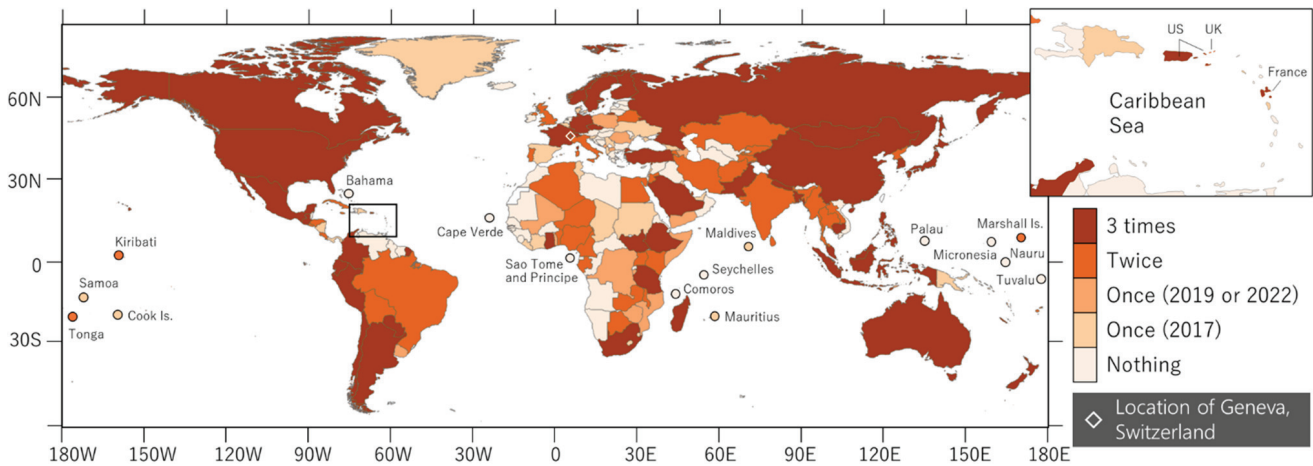 60N
30N
0
30S
180W
150W
120W
90W
60W
30W
0
30E
60E
90E
120E
150E
180E
Bahama
Kiribati
Samoa
Cook Is.
Tonga
Cape Verde
Sao Tome
and Principe
Maldives
Seychelles
Comoros
Mauritius
Palau
Marshall Is.
Micronesia
Nauru
Tuvalu
US
UK
France
Caribbean
Sea
3 times
Twice
Once (2019 or 2022)
Once (2017)
Nothing
Location of Geneva,
Switzerland